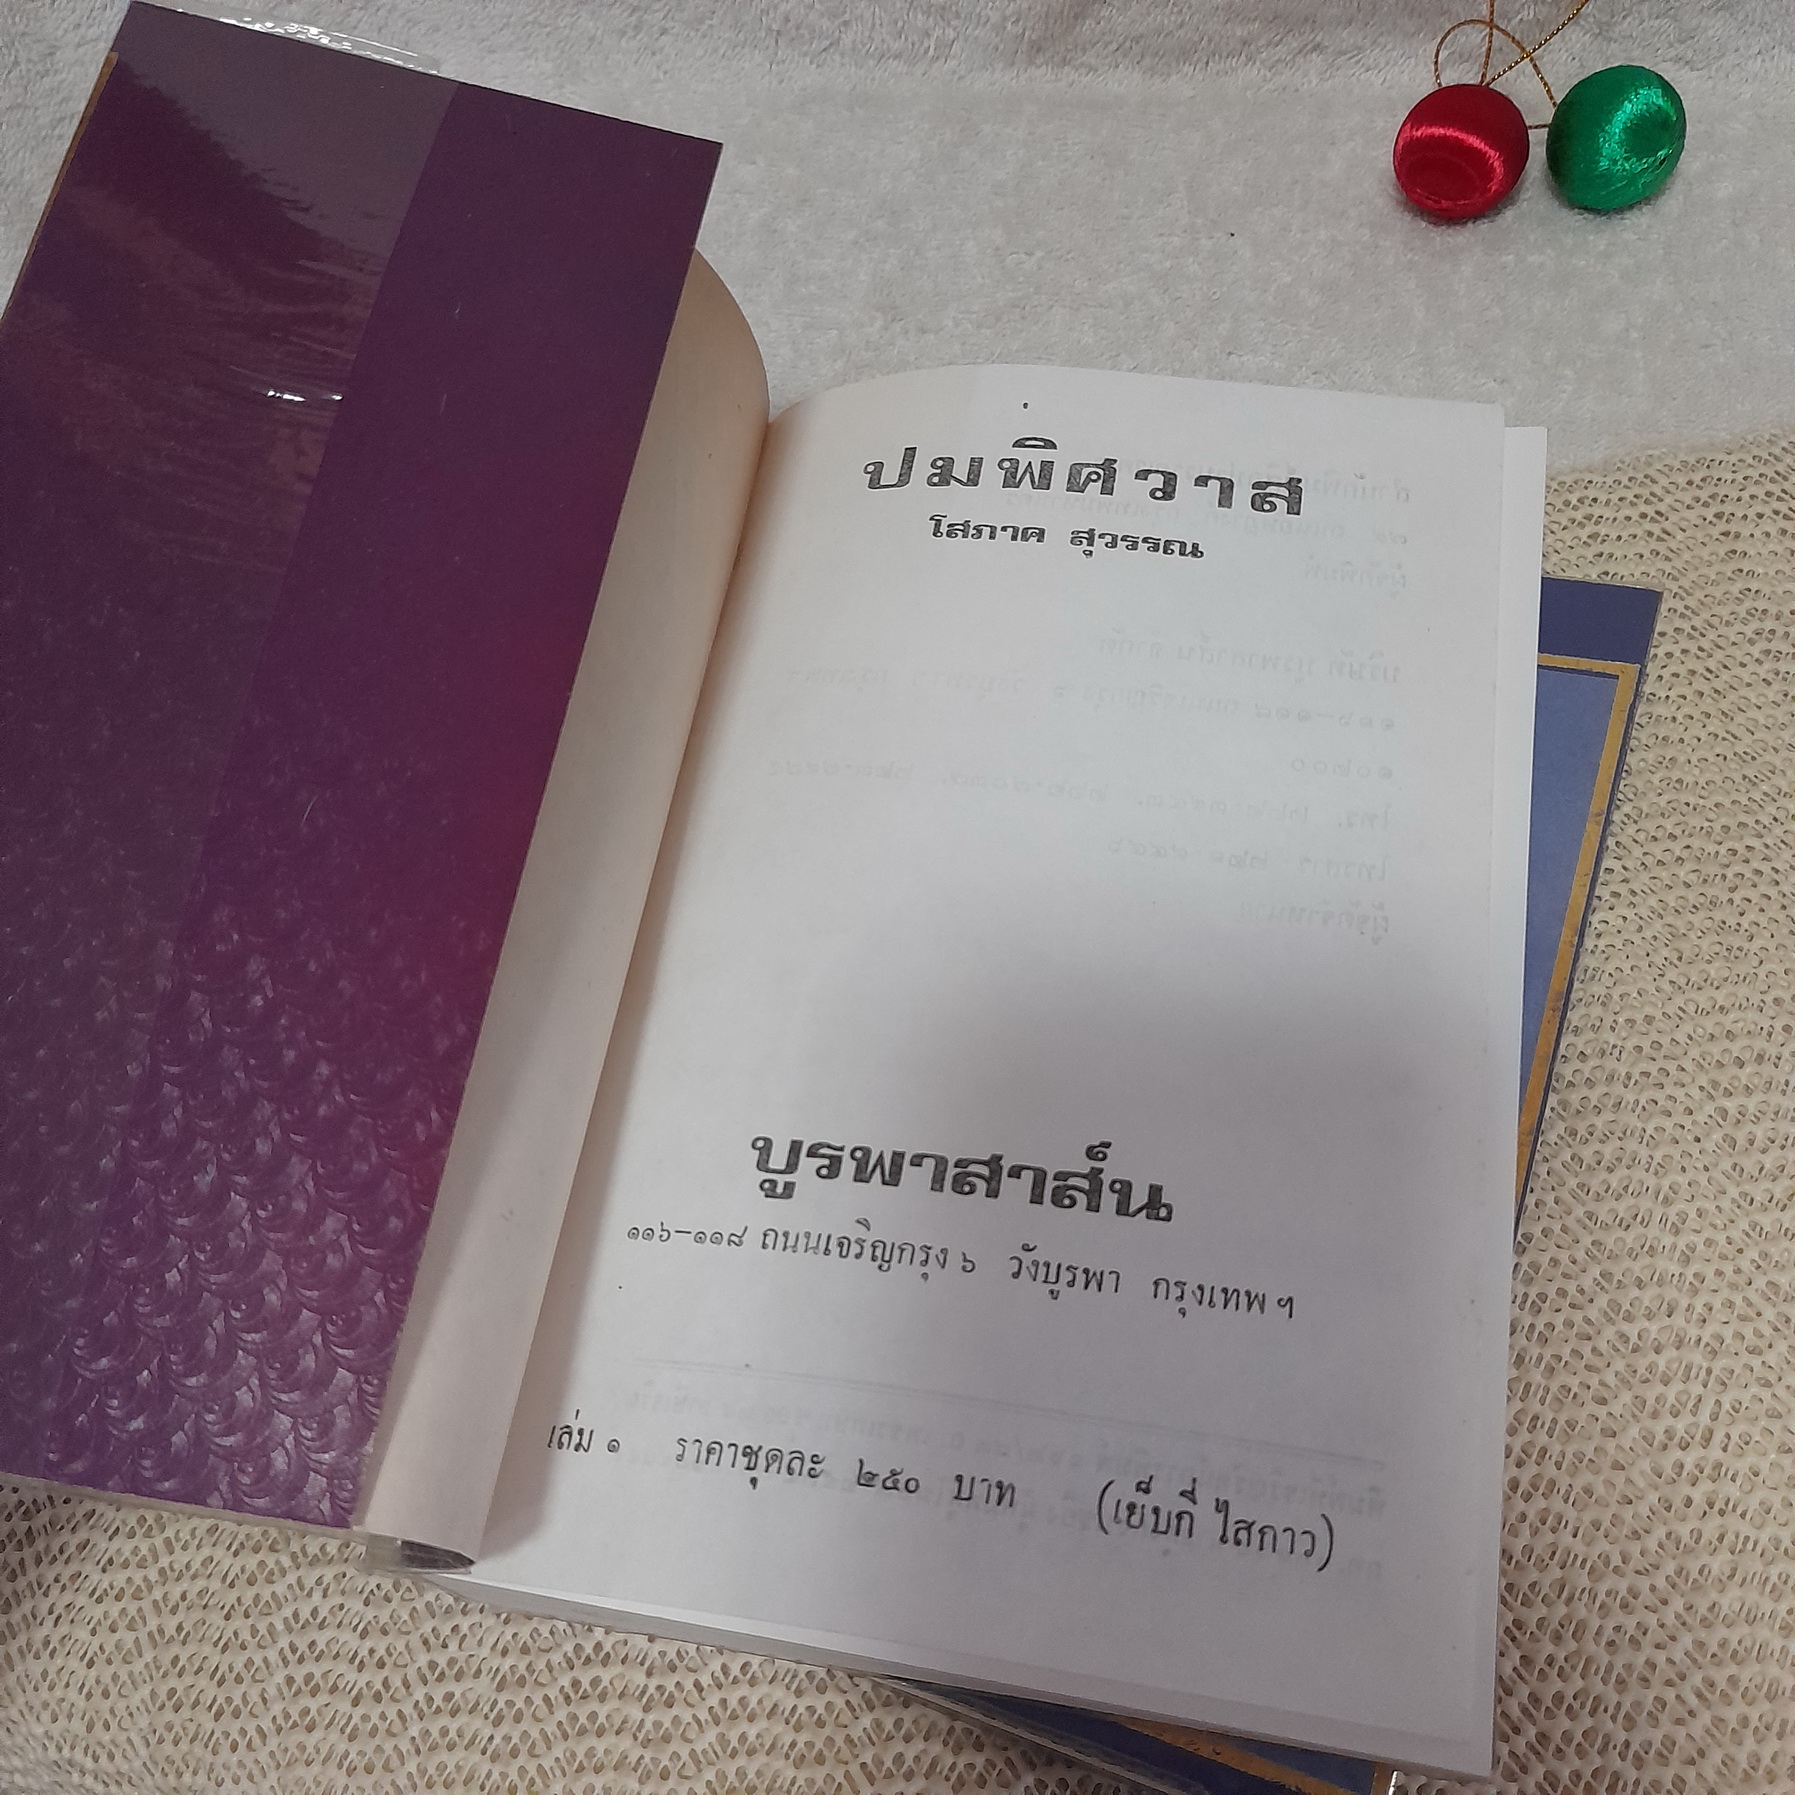 ปมพิศวาส
โสภาค สุวรรณ
บูรพาสาส์น
๑๑๖-๑๑๘ ถนนเจริญกรุง ๖ วังบูรพา กรุงเทพฯ
เล่ม ๑ ราคาชุดละ ๒๕๐ บาท (เย็บกี่ ไสกาว)